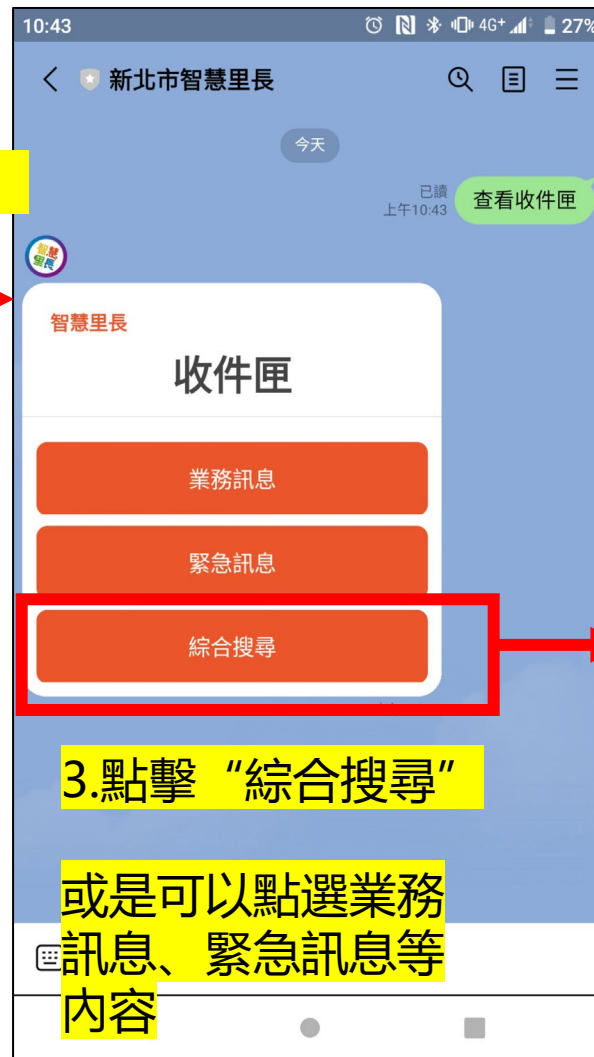 10:43
4G+
27%
新北市智慧里長
今天
已讀
上午10:43
查看收件匣
智慧
里長
智慧里長
收件匣
業務訊息
緊急訊息
綜合搜尋
3.點擊“綜合搜尋”
或是可以點選業務
訊息、緊急訊息等
內容